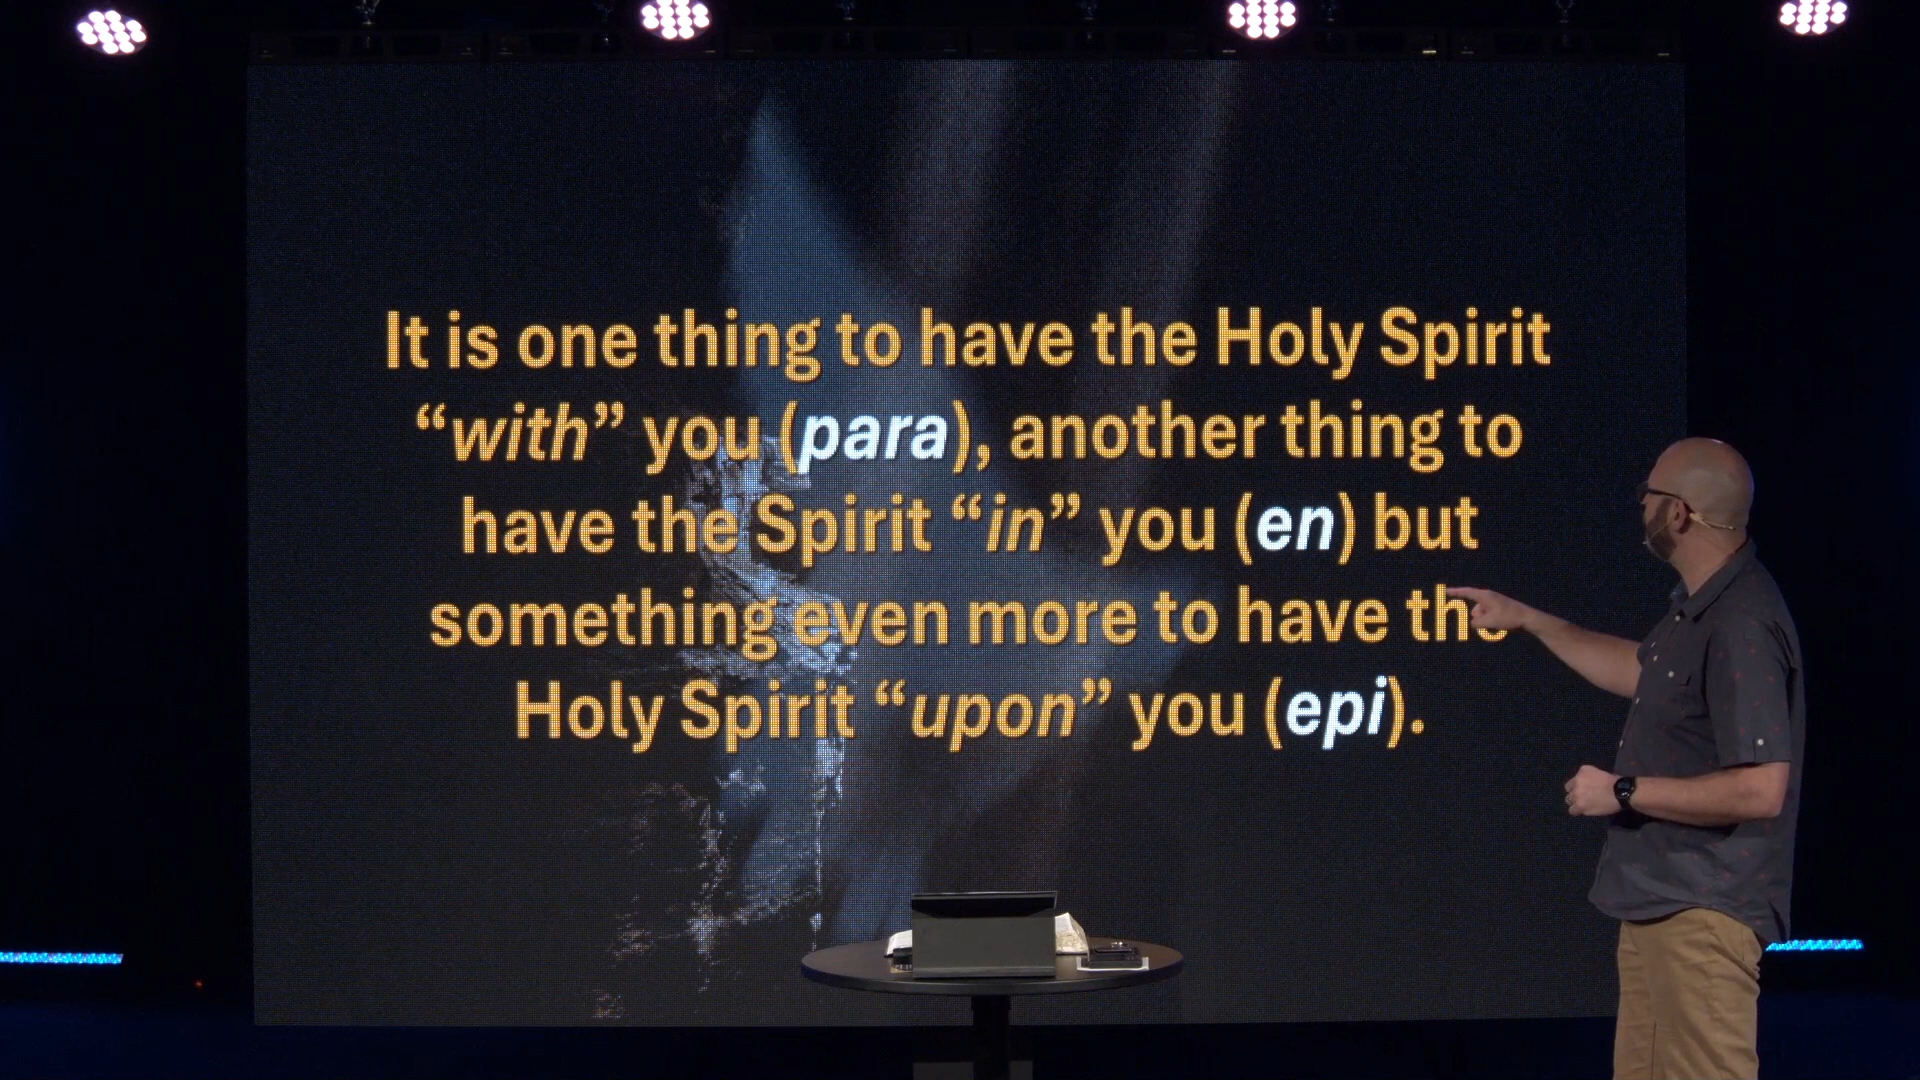 It is one thing to have the Holy Spirit
“with” you (para), another thing to
have the Spirit “in” you (en) but
something even more to have the
Holy Spirit “upon” you (epi).